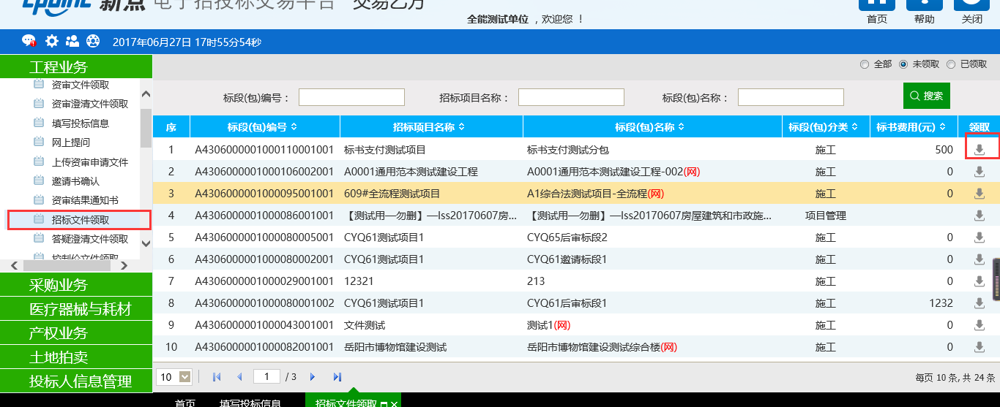 Epoint 新点 电子招投标交易平台 交易乙方
全能测试单位，欢迎您 ！
首页 帮助 关闭
2017年06月27日 17时55分54秒
工程业务
资审文件领取
资审澄清文件领取
填写投标信息
网上提问
上传资审申请文件
邀请书确认
资审结果通知书
招标文件领取
答疑澄清文件领取
控制价文件领取
采购业务
医疗器械与耗材
产权业务
土地拍卖
投标人信息管理
全部 未领取 已领取
标段(包)编号： 招标项目名称： 标段(包)名称： 搜索
序 标段(包)编号 招标项目名称 标段(包)名称 标段(包)分类 标书费用(元) 领取
1 A4306000001000110001001 标书支付测试项目 标书支付测试分包 施工 500
2 A4306000001000106002001 A0001通用范本测试建设工程 A0001通用范本测试建设工程-002(网) 施工 0
3 A4306000001000095001001 609#全流程测试项目 A1综合法测试项目-全流程(网) 施工 0
4 A4306000001000086001001 【测试用—勿删】—lss20170607房... 【测试用—勿删】—lss20170607房屋建筑和市政施... 项目管理
5 A4306000001000080005001 CYQ61测试项目1 CYQ65后审标段2 施工 0
6 A4306000001000080002001 CYQ61测试项目1 CYQ61邀请标段1 施工 0
7 A4306000001000029001001 12321 213 施工 0
8 A4306000001000080001002 CYQ61测试项目1 CYQ61后审标段1 施工 1232
9 A4306000001000043001001 文件测试 测试1(网) 施工 0
10 A4306000001000082001001 岳阳市博物馆建设测试 岳阳市博物馆建设测试综合楼(网) 施工 0
10 1 / 3 每页 10 条, 共 24 条
首页 填写投标信息 招标文件领取